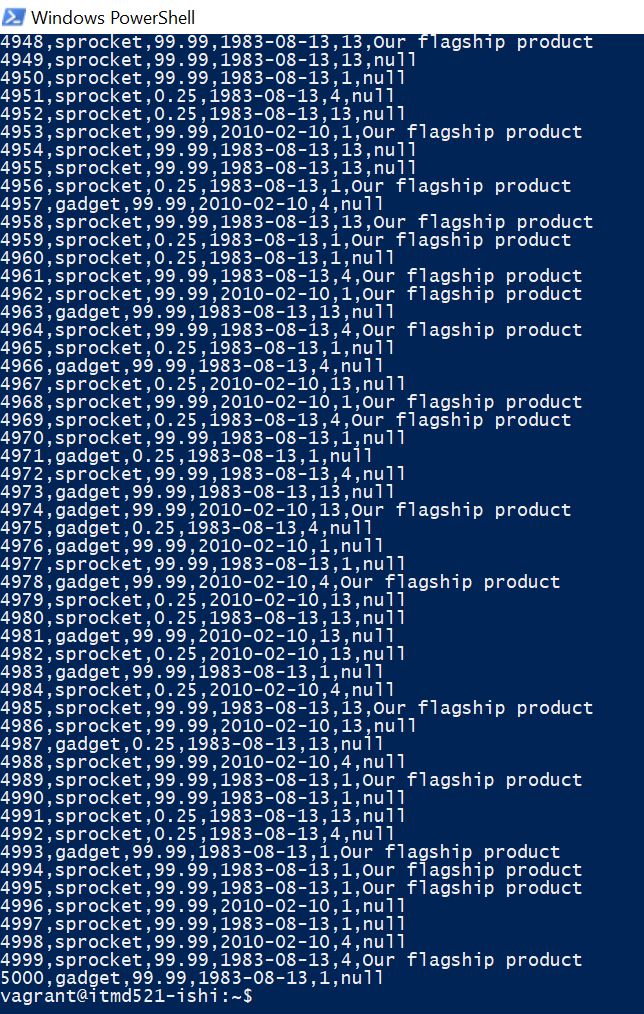 Windows PowerShell
4948,sprocket,99.99,1983-08-13,13,Our flagship product
4949,sprocket,99.99,1983-08-13,13,null
4950,sprocket,99.99,1983-08-13,1,null
4951,sprocket,0.25,1983-08-13,4,null
4952,sprocket,0.25,1983-08-13,13,null
4953,sprocket,99.99,2010-02-10,1,Our flagship product
4954,sprocket,99.99,1983-08-13,13,null
4955,sprocket,99.99,1983-08-13,13,null
4956,sprocket,0.25,1983-08-13,1,Our flagship product
4957,gadget,99.99,2010-02-10,4,null
4958,sprocket,99.99,1983-08-13,13,Our flagship product
4959,sprocket,0.25,1983-08-13,1,Our flagship product
4960,sprocket,0.25,1983-08-13,1,null
4961,sprocket,99.99,1983-08-13,4,Our flagship product
4962,sprocket,99.99,2010-02-10,1,Our flagship product
4963,gadget,99.99,1983-08-13,13,null
4964,sprocket,99.99,1983-08-13,4,Our flagship product
4965,sprocket,0.25,1983-08-13,1,null
4966,gadget,99.99,1983-08-13,4,null
4967,sprocket,0.25,2010-02-10,13,null
4968,sprocket,99.99,2010-02-10,1,Our flagship product
4969,sprocket,0.25,1983-08-13,4,Our flagship product
4970,sprocket,99.99,1983-08-13,1,null
4971,gadget,0.25,1983-08-13,1,null
4972,sprocket,99.99,1983-08-13,4,null
4973,gadget,99.99,1983-08-13,13,null
4974,gadget,99.99,2010-02-10,13,Our flagship product
4975,gadget,0.25,1983-08-13,4,null
4976,gadget,99.99,2010-02-10,1,null
4977,sprocket,99.99,1983-08-13,1,null
4978,gadget,99.99,2010-02-10,4,Our flagship product
4979,sprocket,0.25,2010-02-10,13,null
4980,sprocket,0.25,1983-08-13,13,null
4981,gadget,99.99,2010-02-10,13,null
4982,sprocket,0.25,2010-02-10,13,null
4983,gadget,99.99,1983-08-13,1,null
4984,sprocket,0.25,2010-02-10,4,null
4985,sprocket,99.99,1983-08-13,13,Our flagship product
4986,sprocket,99.99,2010-02-10,13,null
4987,gadget,0.25,1983-08-13,13,null
4988,sprocket,99.99,2010-02-10,4,null
4989,sprocket,99.99,1983-08-13,1,Our flagship product
4990,sprocket,99.99,1983-08-13,1,null
4991,sprocket,0.25,1983-08-13,13,null
4992,sprocket,0.25,1983-08-13,4,null
4993,gadget,99.99,1983-08-13,1,Our flagship product
4994,sprocket,99.99,1983-08-13,1,Our flagship product
4995,sprocket,99.99,1983-08-13,1,Our flagship product
4996,sprocket,99.99,2010-02-10,1,null
4997,sprocket,99.99,1983-08-13,1,null
4998,sprocket,99.99,2010-02-10,4,null
4999,sprocket,99.99,1983-08-13,4,Our flagship product
5000,gadget,99.99,1983-08-13,1,null
vagrant@itmd521-ishi:~$